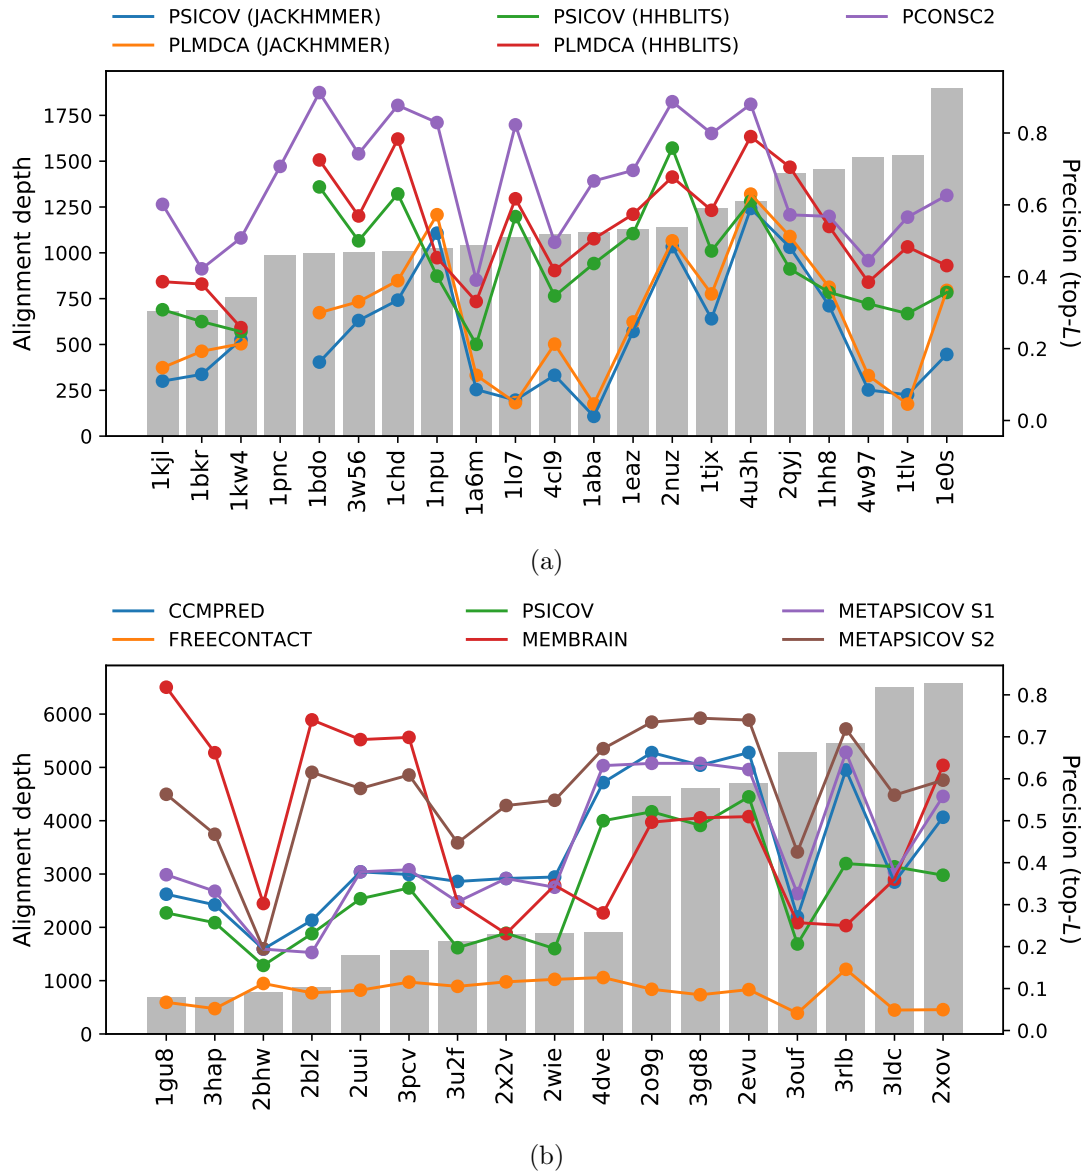 PSICOV (JACKHMMER) PSICOV (HHBLITS) PCONSC2
PLMDCA (JACKHMMER) PLMDCA (HHBLITS)
Alignment depth
1750
1500
1250
1000
750
500
250
0
0.8
0.6
0.4
0.2
0.0
Precision (top-L)
1kjl 1bkr 1kw4 1pnc 1bdo 3w56 1chd 1npu 1a6m 1lo7 4cl9 1aba 1eaz 2nuz 1tjx 4u3h 2qyj 1hh8 4w97 1tlv 1e0s
(a)
CCMPRED PSICOV METAPSICOV S1
FREECONTACT MEMBRAIN METAPSICOV S2
Alignment depth
6000
5000
4000
3000
2000
1000
0
0.8
0.7
0.6
0.5
0.4
0.3
0.2
0.1
0.0
Precision (top-L)
1gu8 3hap 2bhw 2bl2 2uui 3pcv 3u2f 2x2v 2wie 4dve 2o9g 3gd8 2evu 3ouf 3rlb 3ldc 2xov
(b)